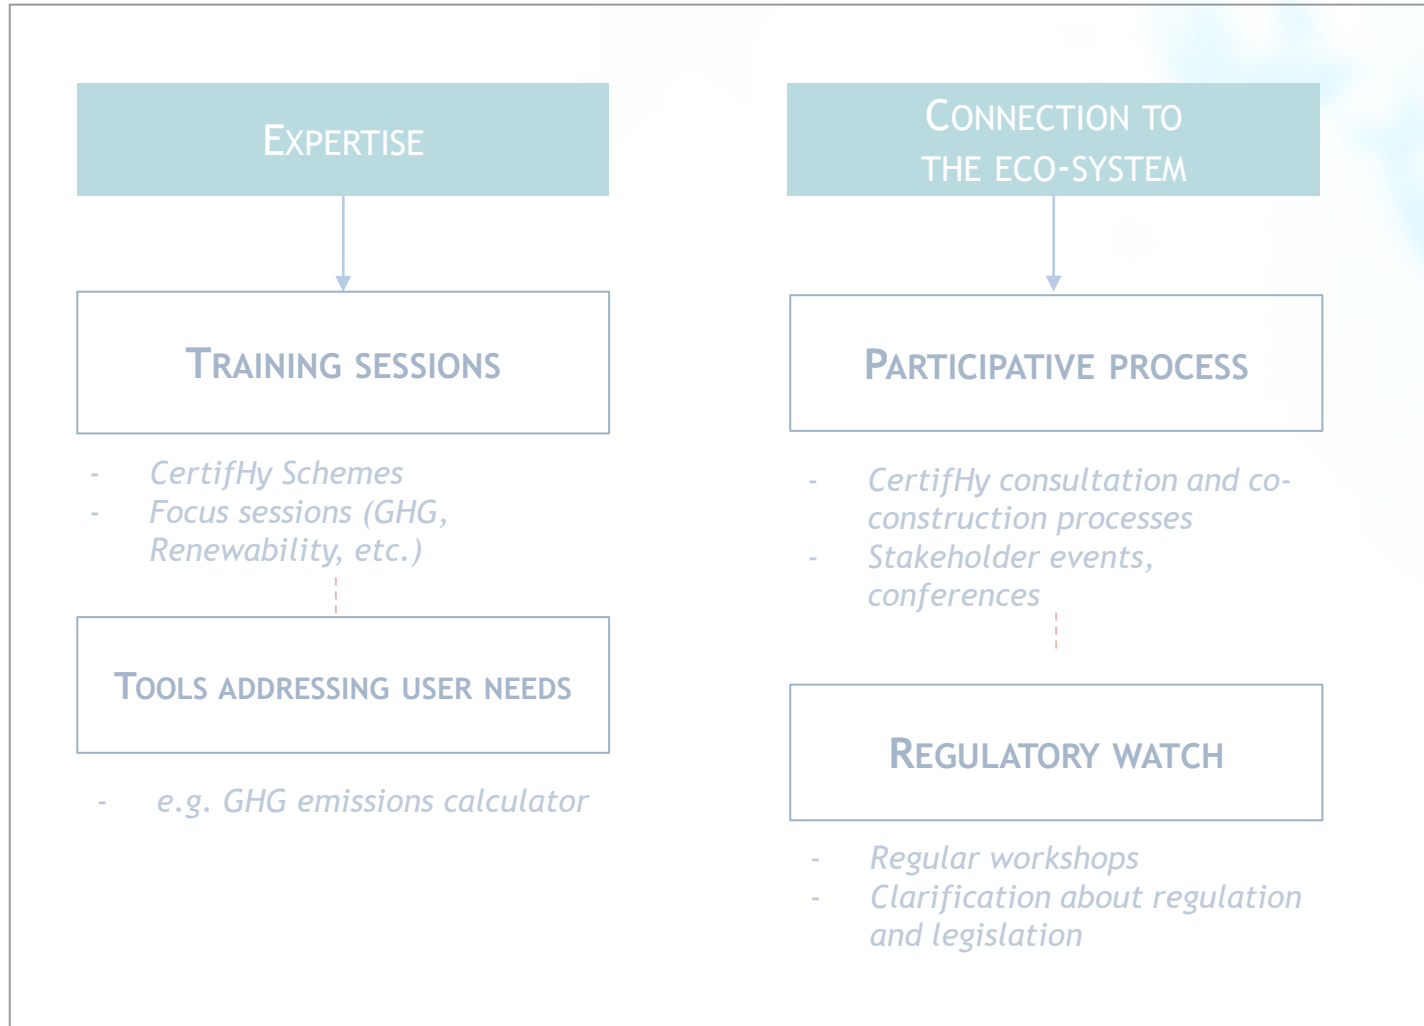 EXPERTISE
TRAINING SESSIONS
- CertifHy Schemes
- Focus sessions (GHG,
Renewability, etc.)
TOOLS ADDRESSING USER NEEDS
- e.g. GHG emissions calculator
CONNECTION TO
THE ECO-SYSTEM
PARTICIPATIVE PROCESS
- CertifHy consultation and co-
construction processes
- Stakeholder events,
conferences
REGULATORY WATCH
- Regular workshops
- Clarification about regulation
and legislation